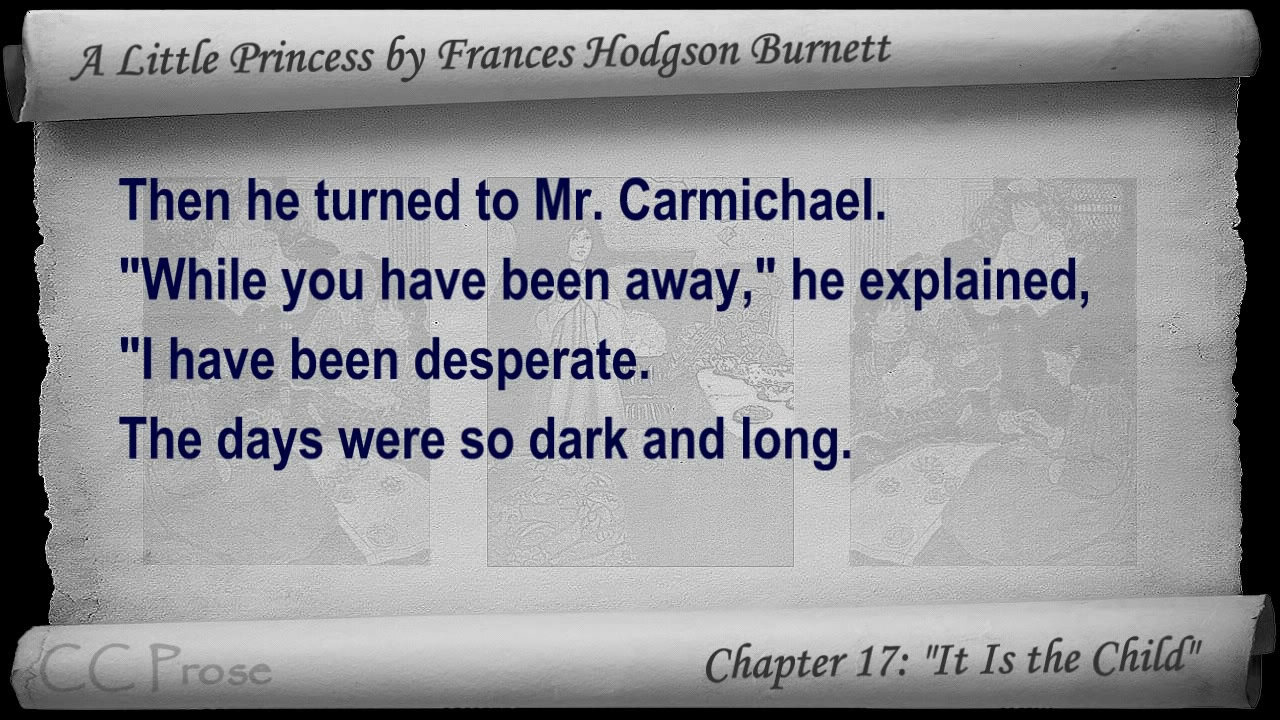 A Little Princess by Frances Hodgson Burnett
Then he turned to Mr. Carmichael.
"While you have been away," he explained,
"I have been desperate.
The days were so dark and long.
CC Prose
Chapter 17: "It Is the Child"